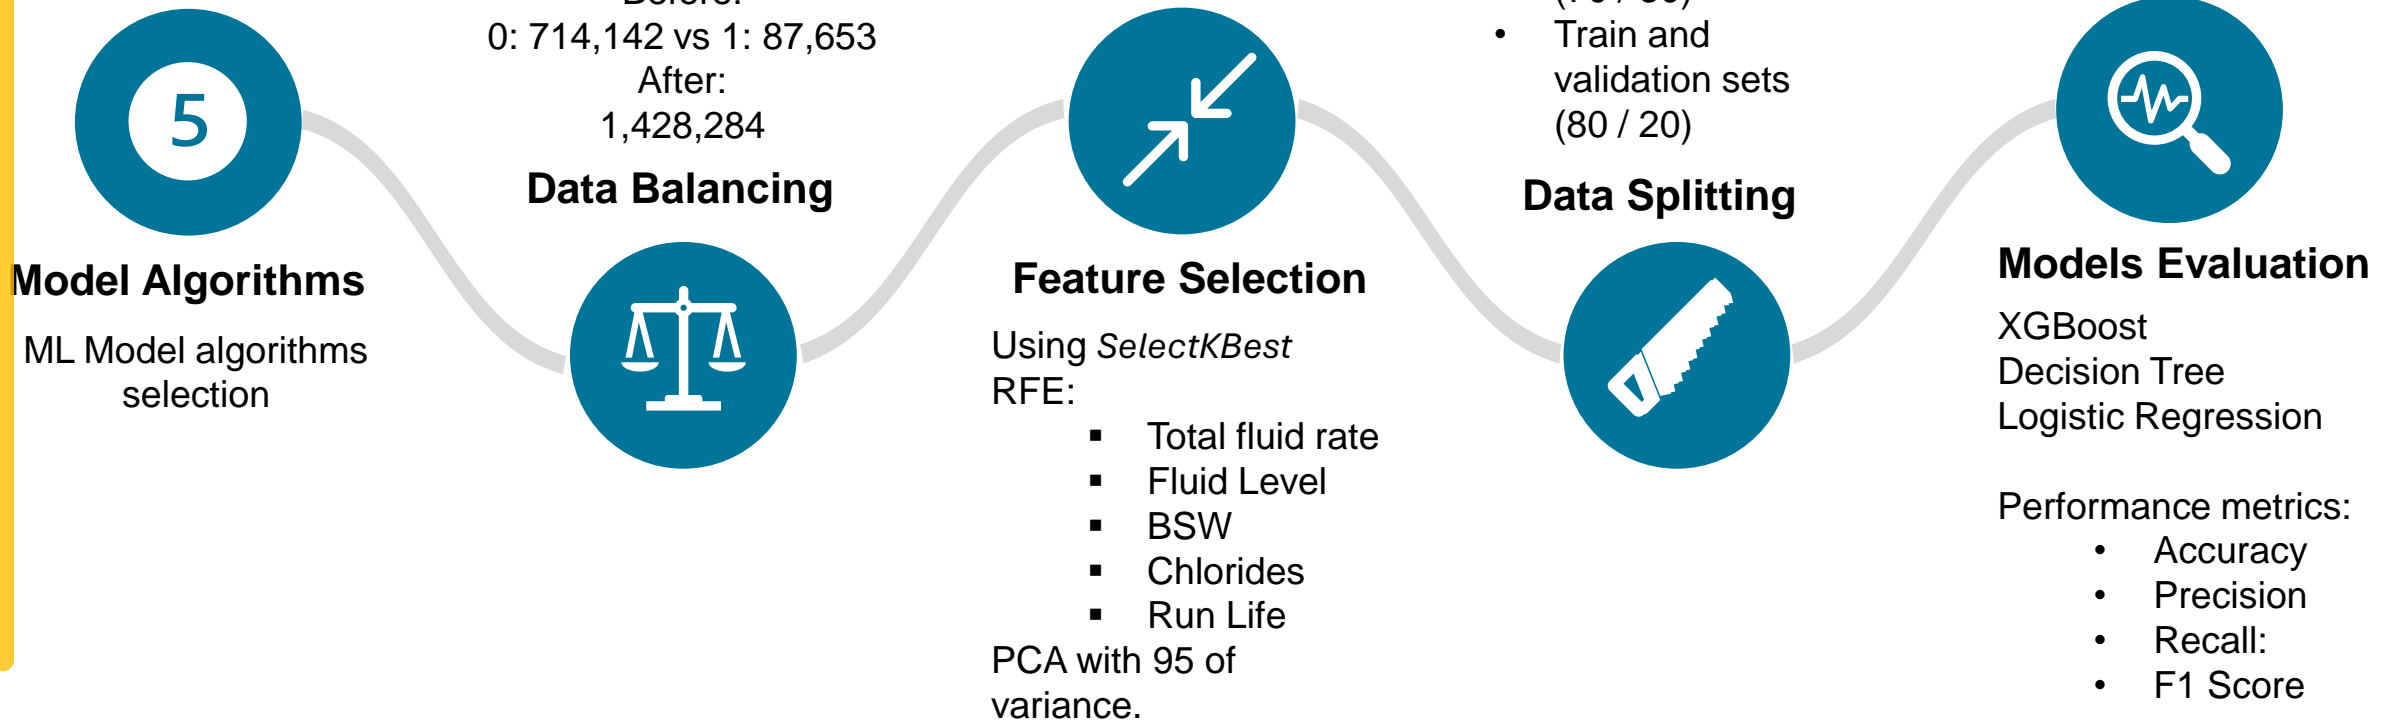 5
Model Algorithms
ML Model algorithms
selection
Before:
0: 714,142 vs 1: 87,653
After:
1,428,284
Data Balancing
Feature Selection
Using SelectKBest
RFE:
▪ Total fluid rate
▪ Fluid Level
▪ BSW
▪ Chlorides
▪ Run Life
PCA with 95 of
variance.
• Train and
validation sets
(80 / 20)
Data Splitting
Models Evaluation
XGBoost
Decision Tree
Logistic Regression
Performance metrics:
• Accuracy
• Precision
• Recall:
• F1 Score